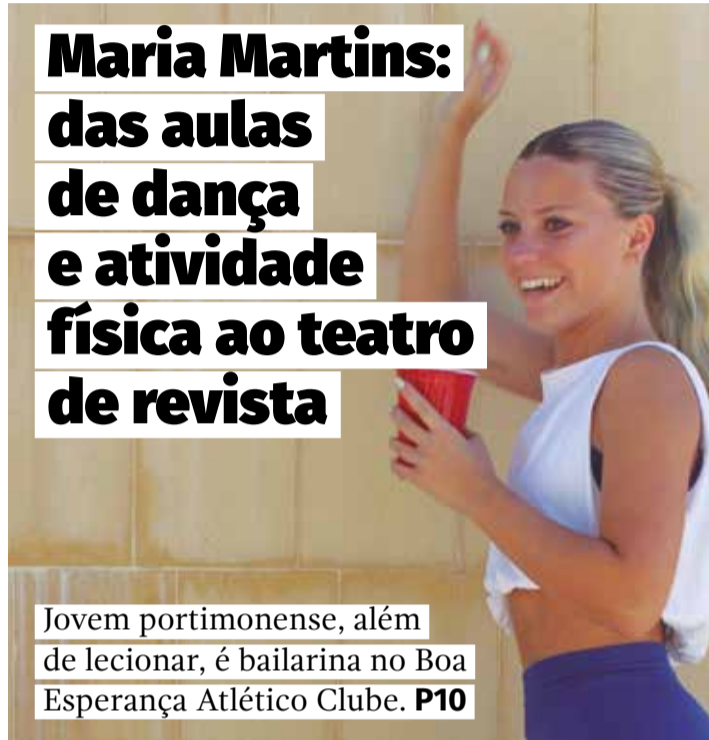 Maria Martins:
das aulas
de dança
e atividade
física ao teatro
de revista
Jovem portimonense, além
de lecionar, é bailarina no Boa
Esperança Atlético Clube. P10